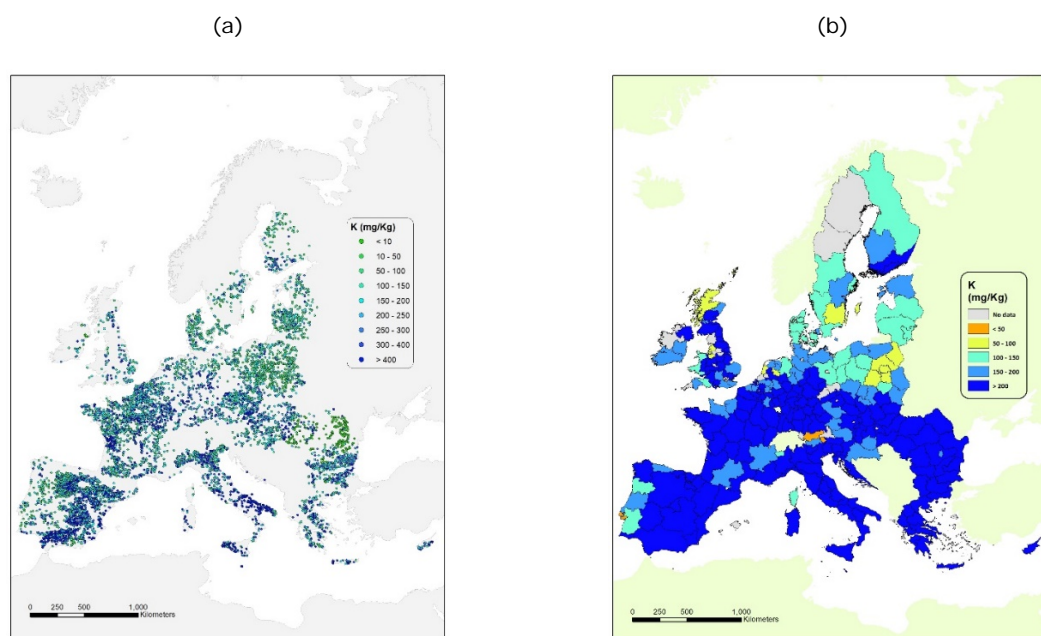 (a)
(b)
K (mg/Kg)
< 10
10 - 50
50 - 100
100 - 150
150 - 200
200 - 250
250 - 300
300 - 400
> 400
0 250 500 1,000
Kilometers
K
(mg/Kg)
No data
< 50
50 - 100
100 - 150
150 - 200
> 200
0 250 500 1,000
Kilometers